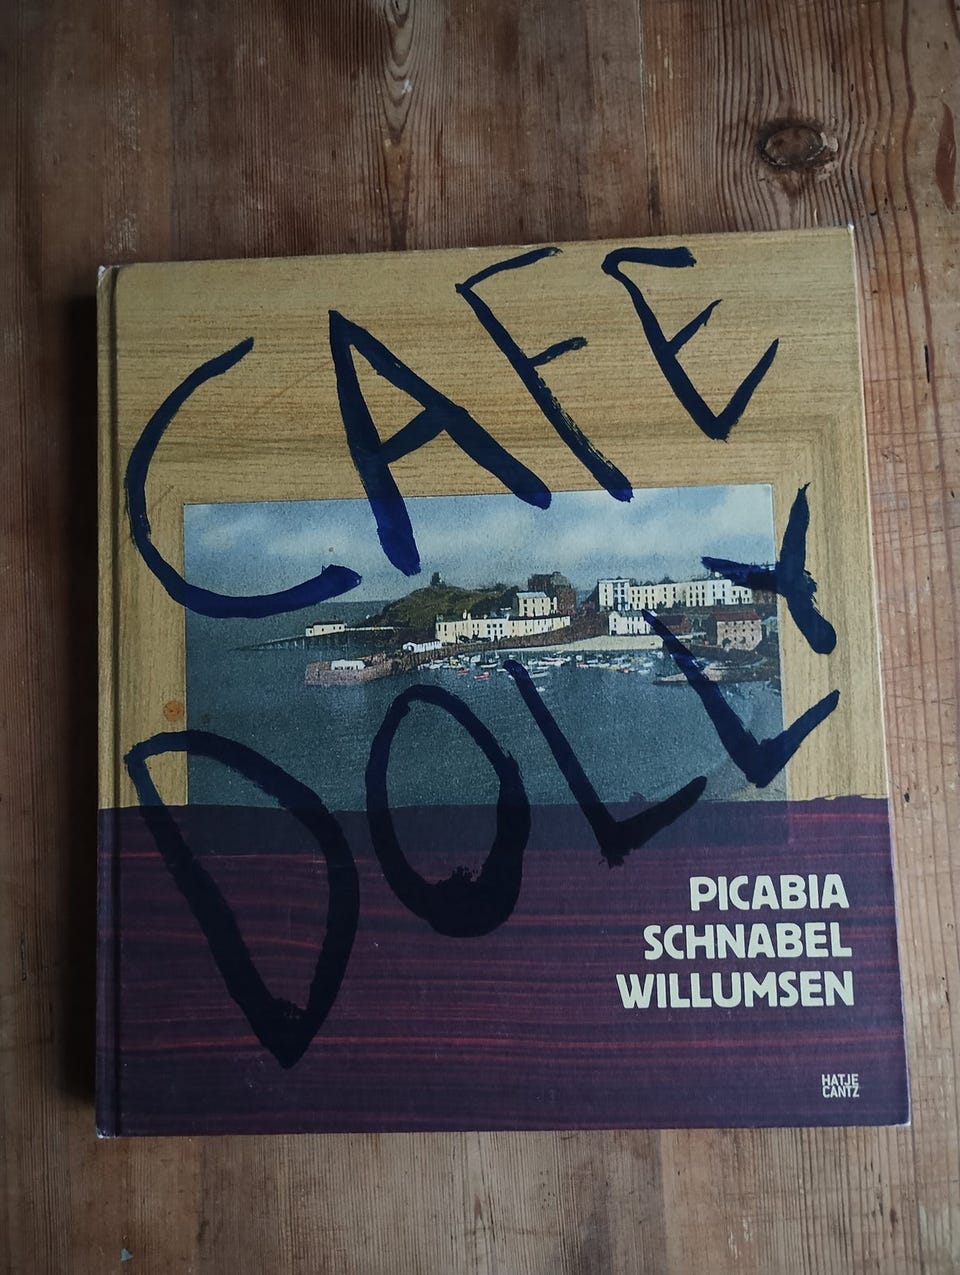 CAFE
DOLLY
PICABIA
SCHNABEL
WILLUMSEN
HATJE
CANTZ